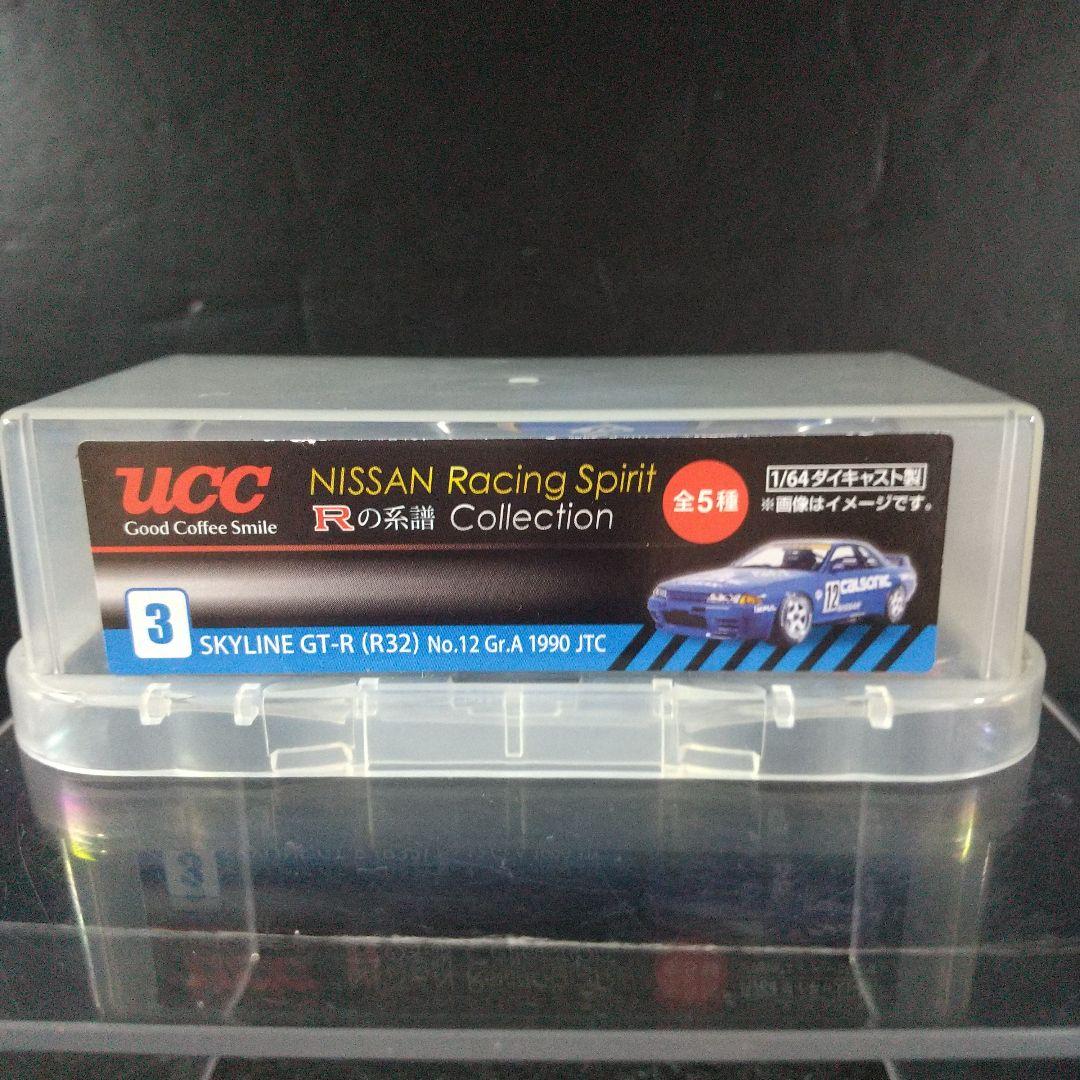 UCC
Good Coffee Smile
NISSAN Racing Spirit
Rの系譜 Collection
全5種
1/64ダイキャスト製
※画像はイメージです。
CALSONIC
12
3
SKYLINE GT-R (R32) No.12 Gr.A 1990 JTC